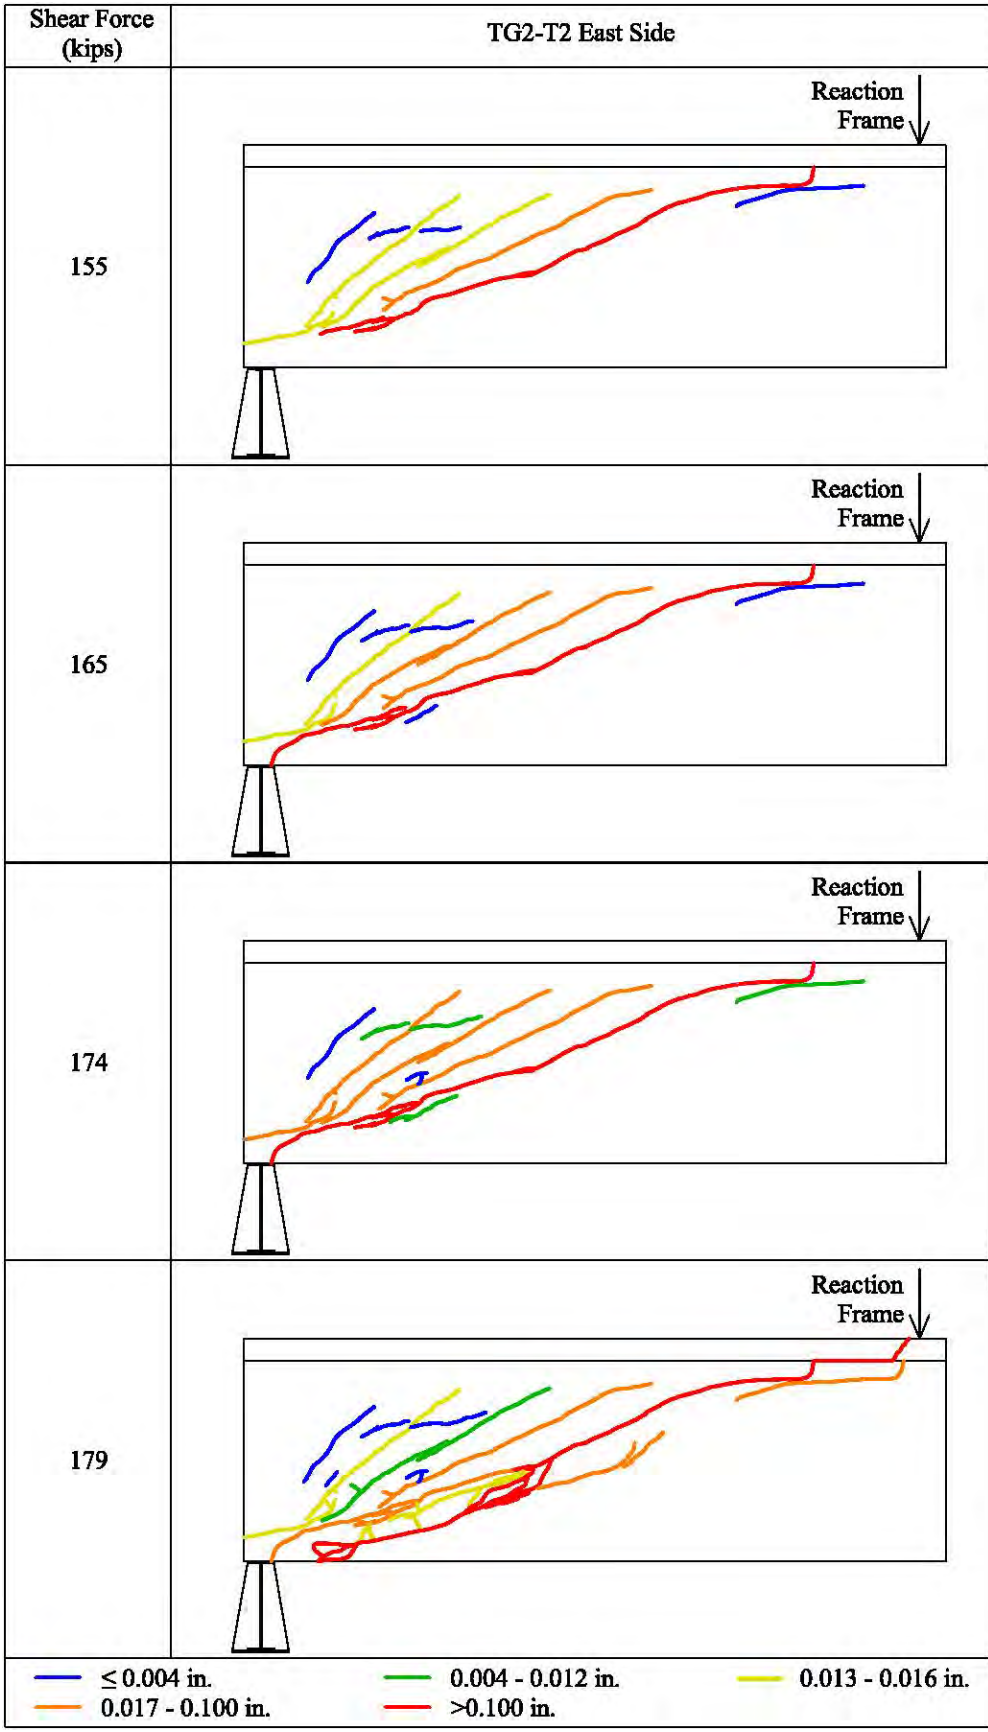 Shear Force
(kips)
TG2-T2 East Side
155
Reaction
Frame
165
Reaction
Frame
174
Reaction
Frame
179
Reaction
Frame
≤ 0.004 in.
0.004 - 0.012 in.
0.013 - 0.016 in.
0.017 - 0.100 in.
>0.100 in.